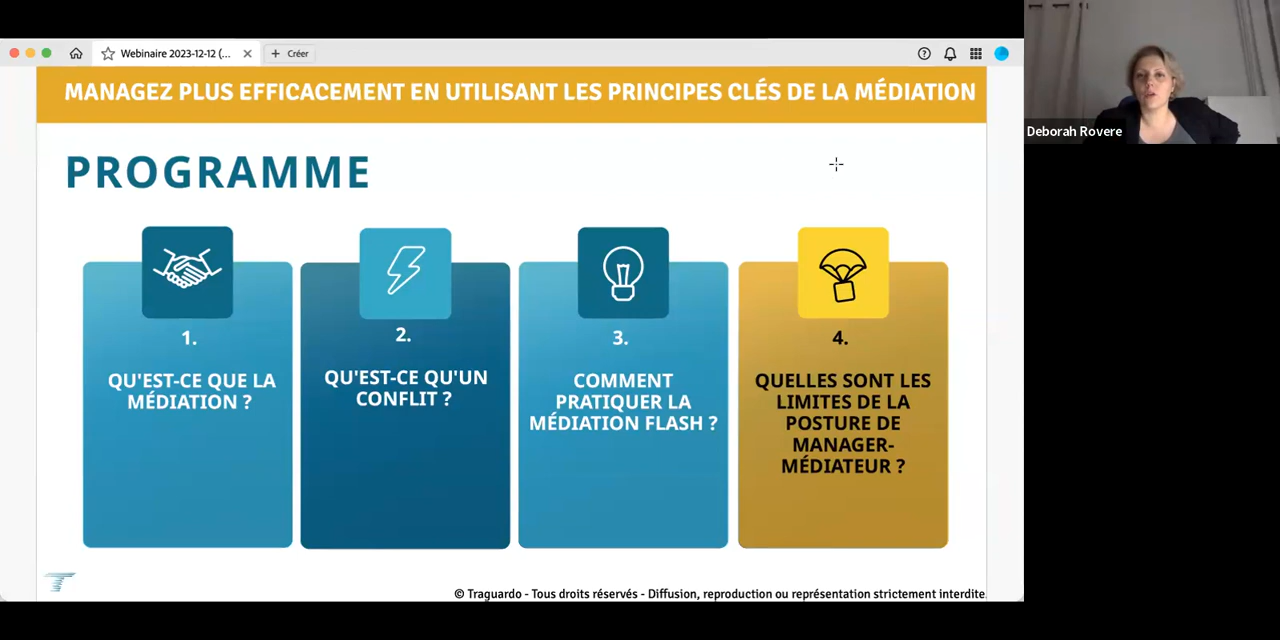 Webinaire 2023-12-12 (...
Créer
Deborah Rovere
MANAGEZ PLUS EFFICACEMENT EN UTILISANT LES PRINCIPES CLÉS DE LA MÉDIATION
PROGRAMME
1.
QU'EST-CE QUE LA
MÉDIATION ?
2.
QU'EST-CE QU'UN
CONFLIT ?
3.
COMMENT
PRATIQUER LA
MÉDIATION FLASH ?
4.
QUELLES SONT LES
LIMITES DE LA
POSTURE DE
MANAGER-
MÉDIATEUR ?
© Traguardo - Tous droits réservés - Diffusion, reproduction ou représentation strictement interdite.